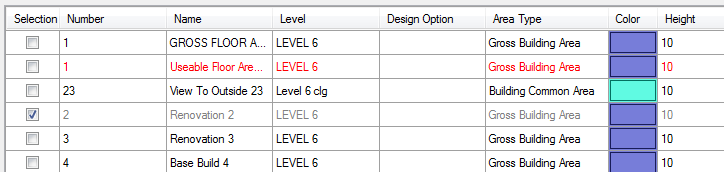 Selection Number Name Level Design Option Area Type Color Height
1 GROSS FLOOR A... LEVEL 6 Gross Building Area 10
1 Useable Floor Are... LEVEL 6 Gross Building Area 10
23 View To Outside 23 Level 6 clg Building Common Area 10
2 Renovation 2 LEVEL 6 Gross Building Area 10
3 Renovation 3 LEVEL 6 Gross Building Area 10
4 Base Build 4 LEVEL 6 Gross Building Area 10